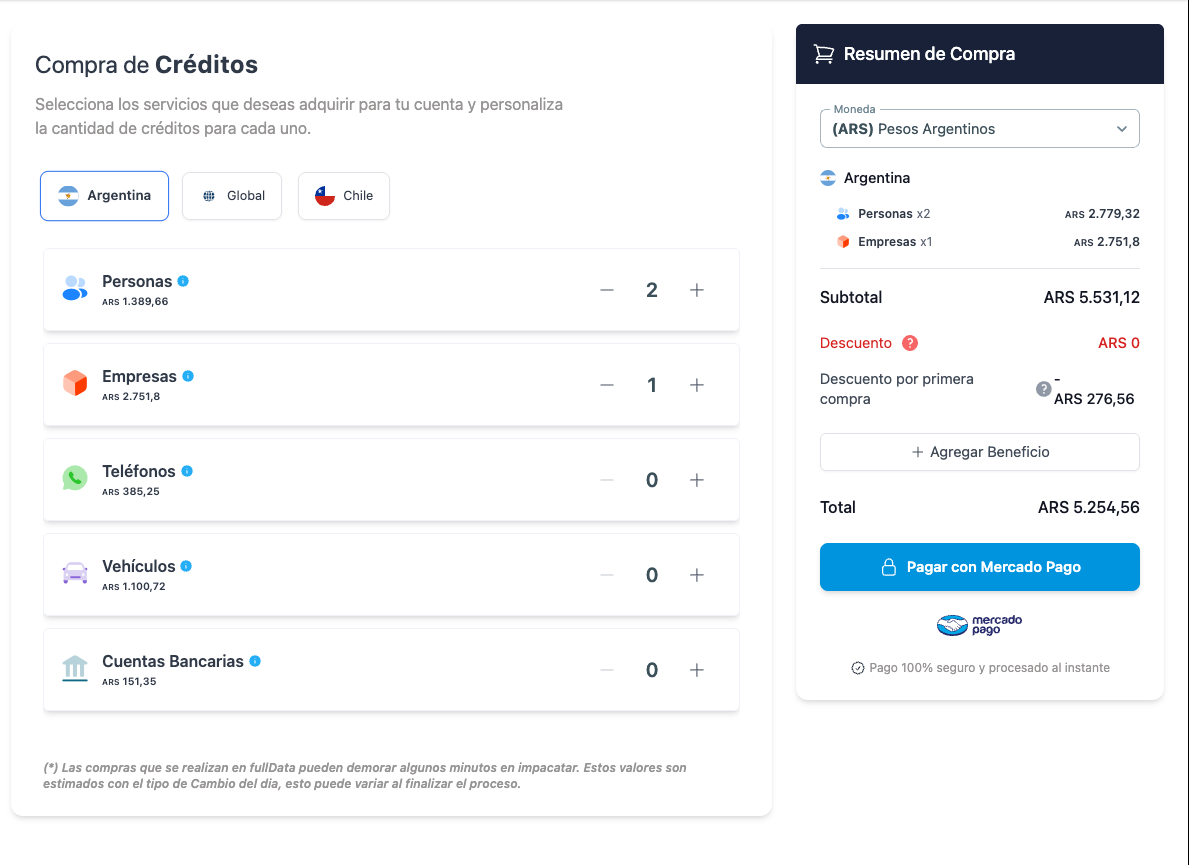 Compra de Créditos
Selecciona los servicios que deseas adquirir para tu cuenta y personaliza
la cantidad de créditos para cada uno.
Argentina
Global
Chile
Personas
ARS 1.389,66
2
Empresas
ARS 2.751,8
1
Teléfonos
ARS 385,25
0
Vehículos
ARS 1.100,72
0
Cuentas Bancarias
ARS 151,35
0
(*) Las compras que se realizan en fullData pueden demorar algunos minutos en impacatar. Estos valores son
estimados con el tipo de Cambio del dia, esto puede variar al finalizar el proceso.
Resumen de Compra
Moneda
(ARS) Pesos Argentinos
Argentina
Personas x2 ARS 2.779,32
Empresas x1 ARS 2.751,8
Subtotal ARS 5.531,12
Descuento ? ARS 0
Descuento por primera
compra
? -
ARS 276,56
+ Agregar Beneficio
Total ARS 5.254,56
Pagar con Mercado Pago
mercado
pago
Pago 100% seguro y procesado al instante